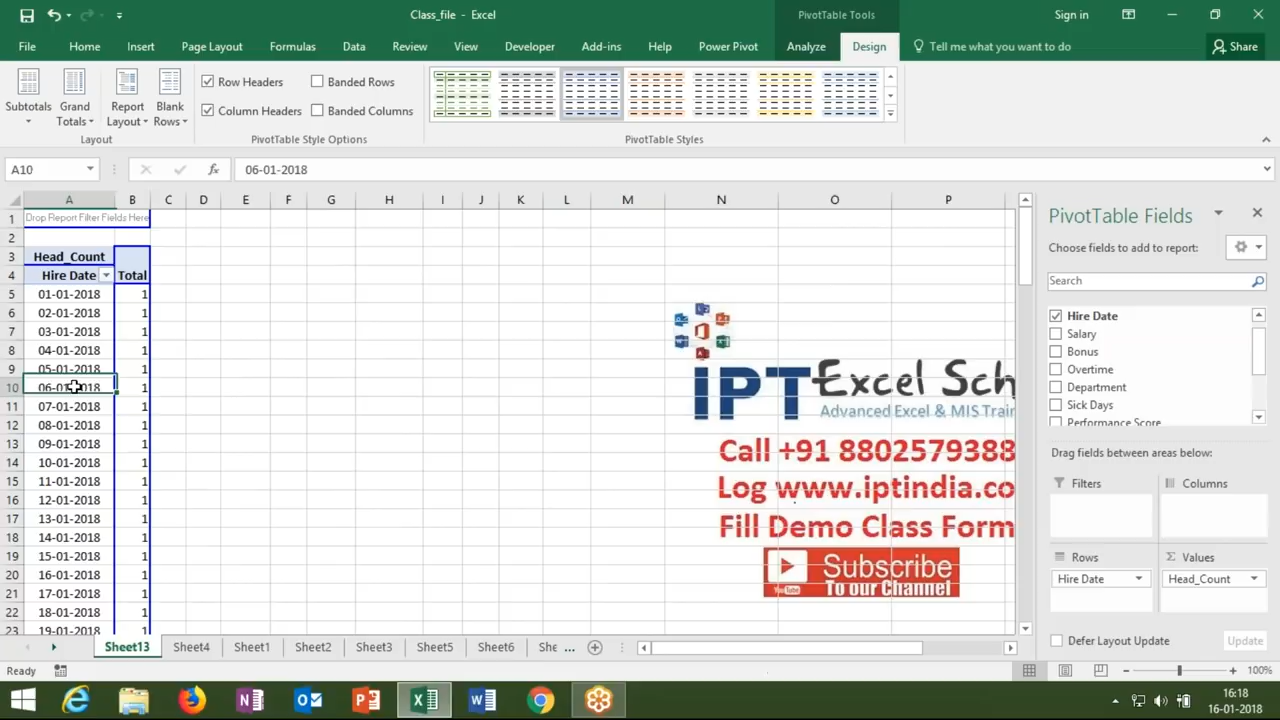 Class_file - Excel
PivotTable Tools
Sign in
File Home Insert Page Layout Formulas Data Review View Developer Add-ins Help Power Pivot Analyze Design Tell me what you want to do Share
Subtotals
Grand Totals
Report Layout
Blank Rows
Row Headers
Banded Rows
Column Headers
Banded Columns
Layout
PivotTable Style Options
PivotTable Styles
A10
fx
06-01-2018
A B C D E F G H I J K L M N O P
1 Drop Report Filter Fields Here
2
3 Head_Count
4 Hire Date Total
5 01-01-2018 1
6 02-01-2018 1
7 03-01-2018 1
8 04-01-2018 1
9 05-01-2018 1
10 06-01-2018 1
11 07-01-2018 1
12 08-01-2018 1
13 09-01-2018 1
14 10-01-2018 1
15 11-01-2018 1
16 12-01-2018 1
17 13-01-2018 1
18 14-01-2018 1
19 15-01-2018 1
20 16-01-2018 1
21 17-01-2018 1
22 18-01-2018 1
23 19-01-2018 1
IPT Excel Sch
Advanced Excel & MIS Train
Call +91 8802579388
Log www.iptindia.co
Fill Demo Class Form
Subscribe
YouTube To our Channel
PivotTable Fields
Choose fields to add to report:
Search
Hire Date
Salary
Bonus
Overtime
Department
Sick Days
Performance Score
Drag fields between areas below:
Filters
Columns
Rows
Σ Values
Hire Date
Head_Count
Defer Layout Update
Update
Sheet13 Sheet4 Sheet1 Sheet2 Sheet3 Sheet5 Sheet6 She ...
Ready
100%
16:18
16-01-2018